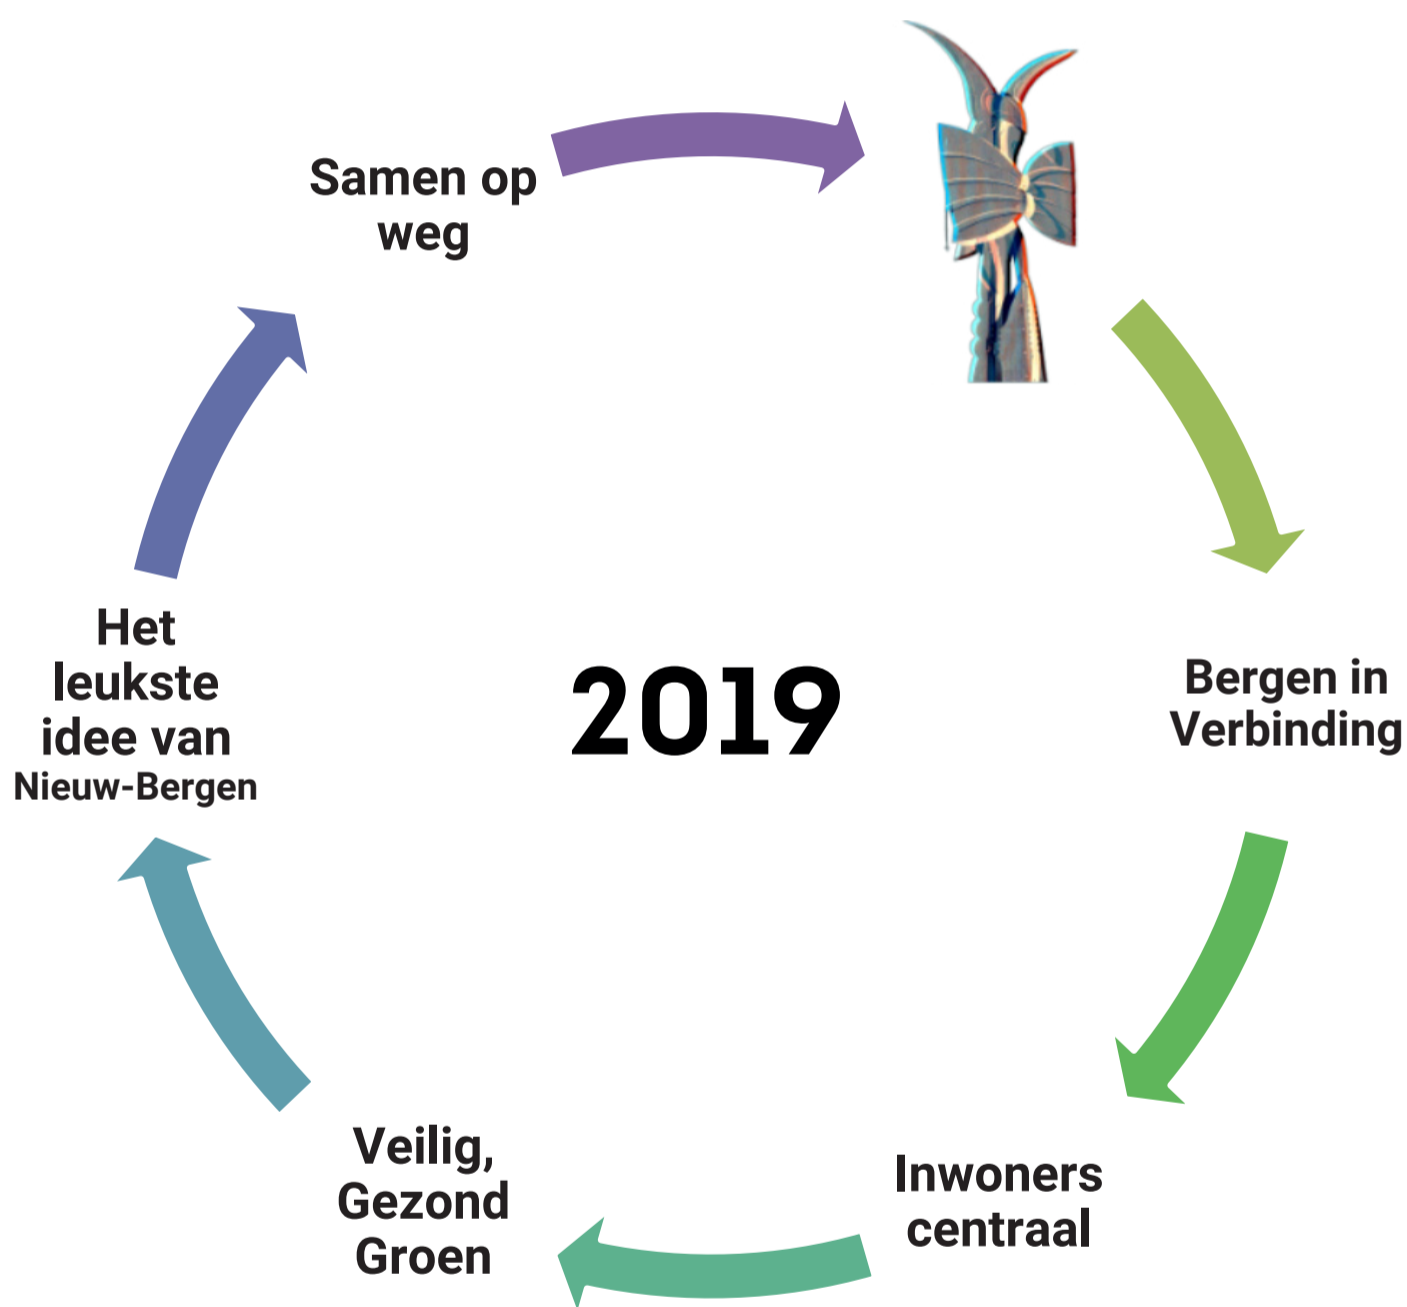 Samen op
weg
Bergen in
Verbinding
Inwoners
centraal
Veilig,
Gezond
Groen
Het
leukste
idee van
Nieuw-Bergen
2019